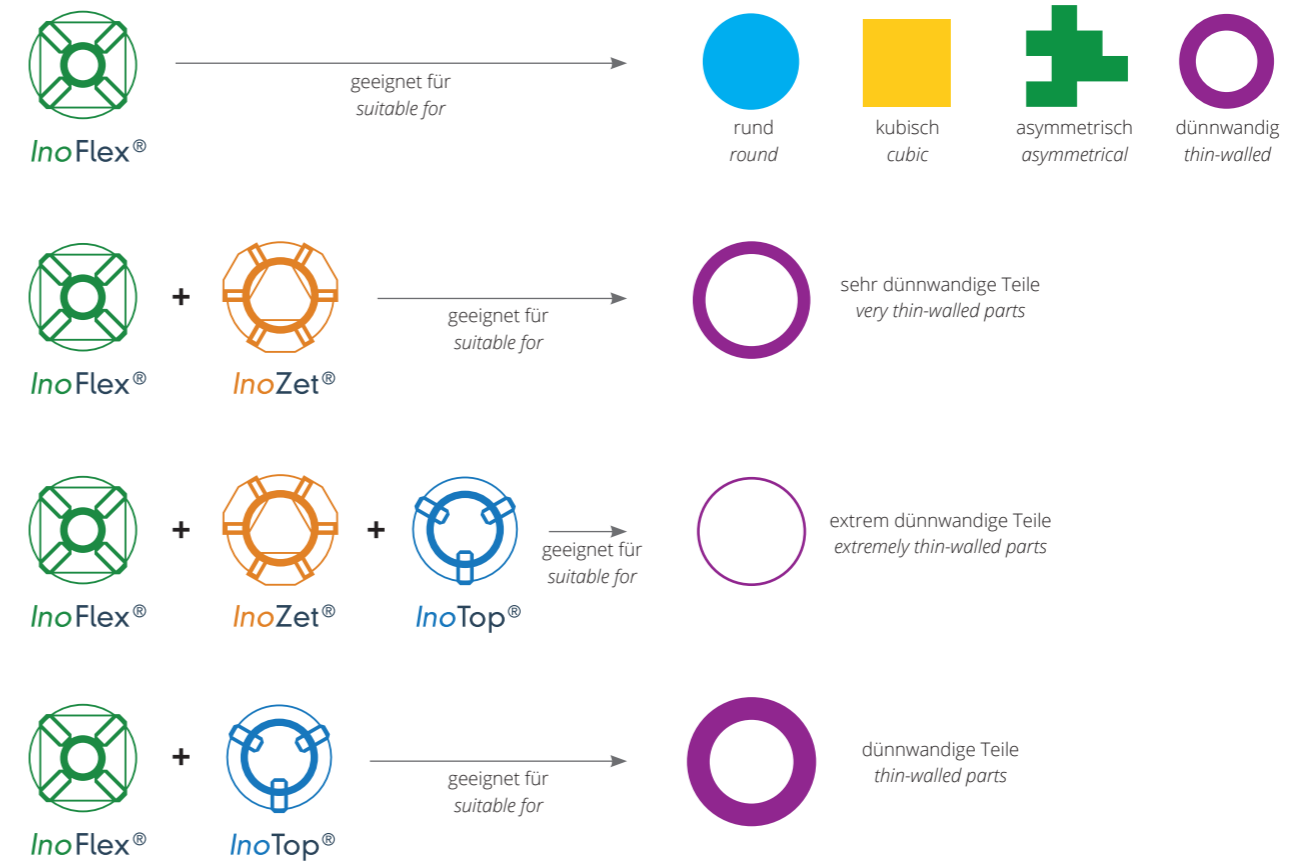 InoFlex®
geeignet für
suitable for
rund
round
kubisch
cubic
asymmetrisch
asymmetrical
dünnwandig
thin-walled
InoFlex®
+
InoZet®
geeignet für
suitable for
sehr dünnwandige Teile
very thin-walled parts
InoFlex®
+
InoZet®
+
InoTop®
geeignet für
suitable for
extrem dünnwandige Teile
extremely thin-walled parts
InoFlex®
+
InoTop®
geeignet für
suitable for
dünnwandige Teile
thin-walled parts